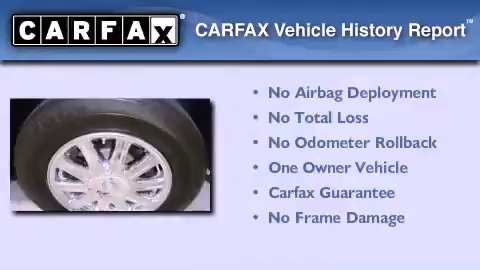 CARFAX® CARFAX Vehicle History Report™
• No Airbag Deployment
• No Total Loss
• No Odometer Rollback
• One Owner Vehicle
• Carfax Guarantee
• No Frame Damage